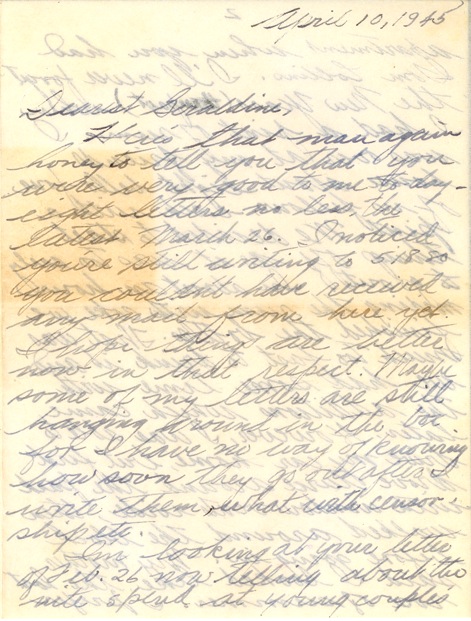 April 10, 1945
Dearest Geraldine,
Here's that man again
honey to tell you that you
were very good to me to-day -
eight letters no less, the
latest March 26. I noticed
you're still writing to 518 so
you couldn't have received
any mail from here yet.
I hope things are better
now in that respect. Maybe
some of my letters are still
hanging around in the
for I have no way of knowing
how soon they go out after I
write them, what with censor-
ship etc.
I'm looking at your letter
of Feb. 26 now telling about the
nite spent at young couples'